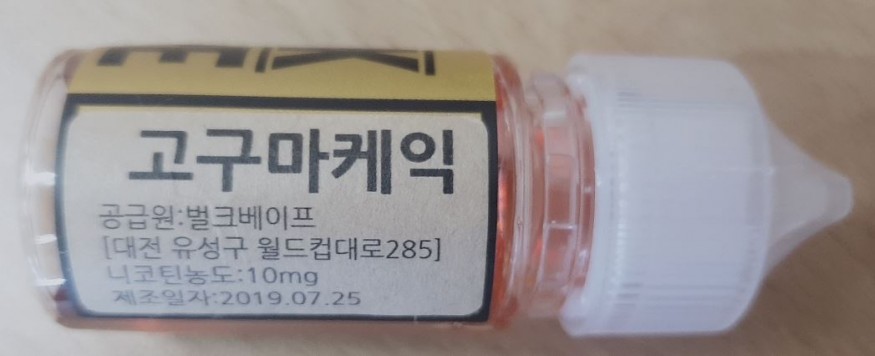 고구마케익
공급원:벌크베이프
[대전 유성구 월드컵대로285]
니코틴농도:10mg
제조일자:2019.07.25